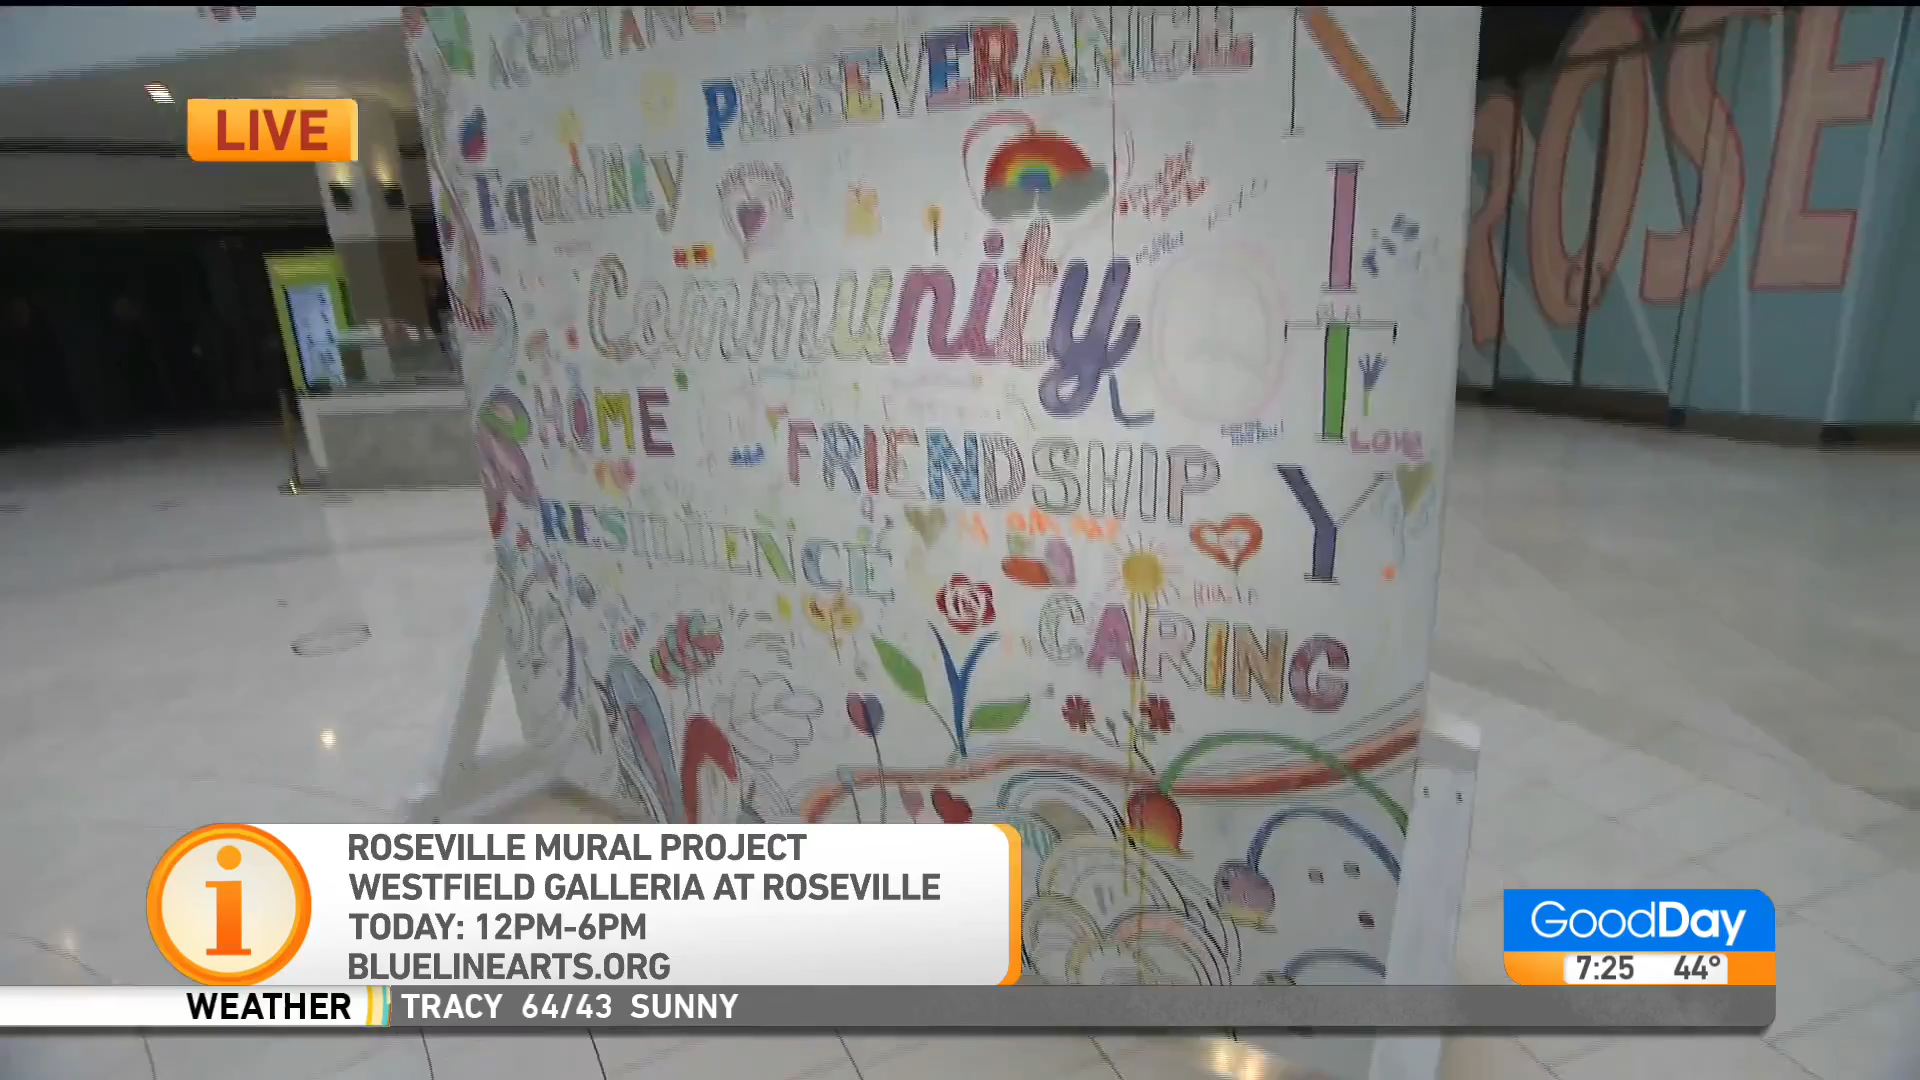 ACCEPTANCE
PERSEVERANCE
N
ROSE
LIVE
Equality
I
Community
T
HOME
FRIENDSHIP
LOVE
Y
RESILIENCE
CARING
ROSEVILLE MURAL PROJECT
WESTFIELD GALLERIA AT ROSEVILLE
TODAY: 12PM-6PM
BLUELINEARTS.ORG
GoodDay
7:25 44°
WEATHER TRACY 64/43 SUNNY